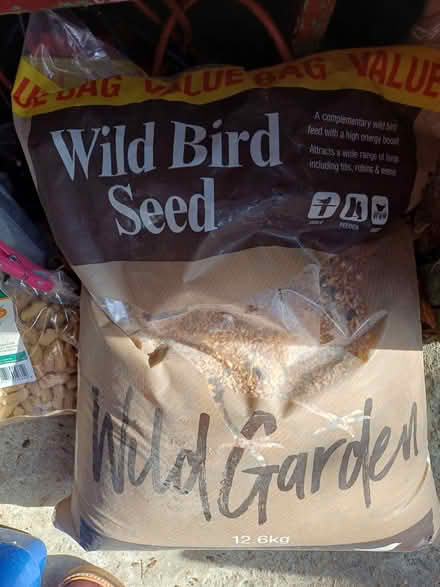 VALUE BAG VALUE
Wild Bird
Seed
A complementary wild bird
feed with a high energy boost
Attracts a wide range of birds
including tits, robins & wrens
FEEDER
Wild Garden
12.6kg